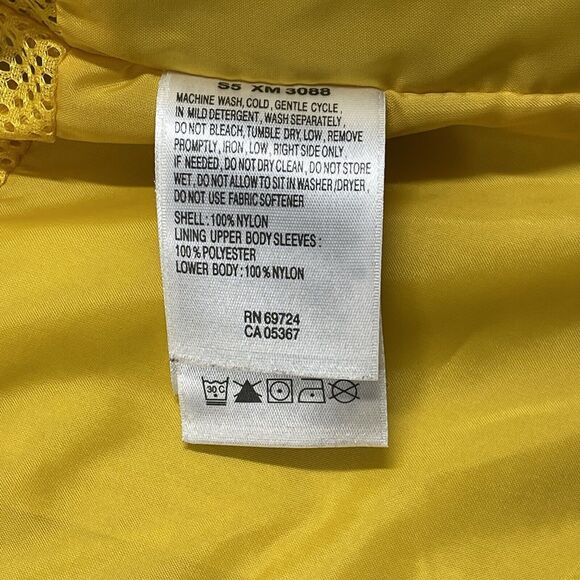 S5 XM 3088
MACHINE WASH, COLD, GENTLE CYCLE,
IN MILD DETERGENT, WASH SEPARATELY,
DO NOT BLEACH, TUMBLE DRY, LOW, REMOVE
PROMPTLY, IRON, LOW, RIGHT SIDE ONLY,
IF NEEDED, DO NOT DRY CLEAN, DO NOT STORE
WET, DO NOT ALLOW TO SIT IN WASHER/DRYER,
DO NOT USE FABRIC SOFTENER
SHELL: 100% NYLON
LINING UPPER BODY SLEEVES:
100% POLYESTER
LOWER BODY: 100% NYLON
RN 69724
CA 05367
30 C